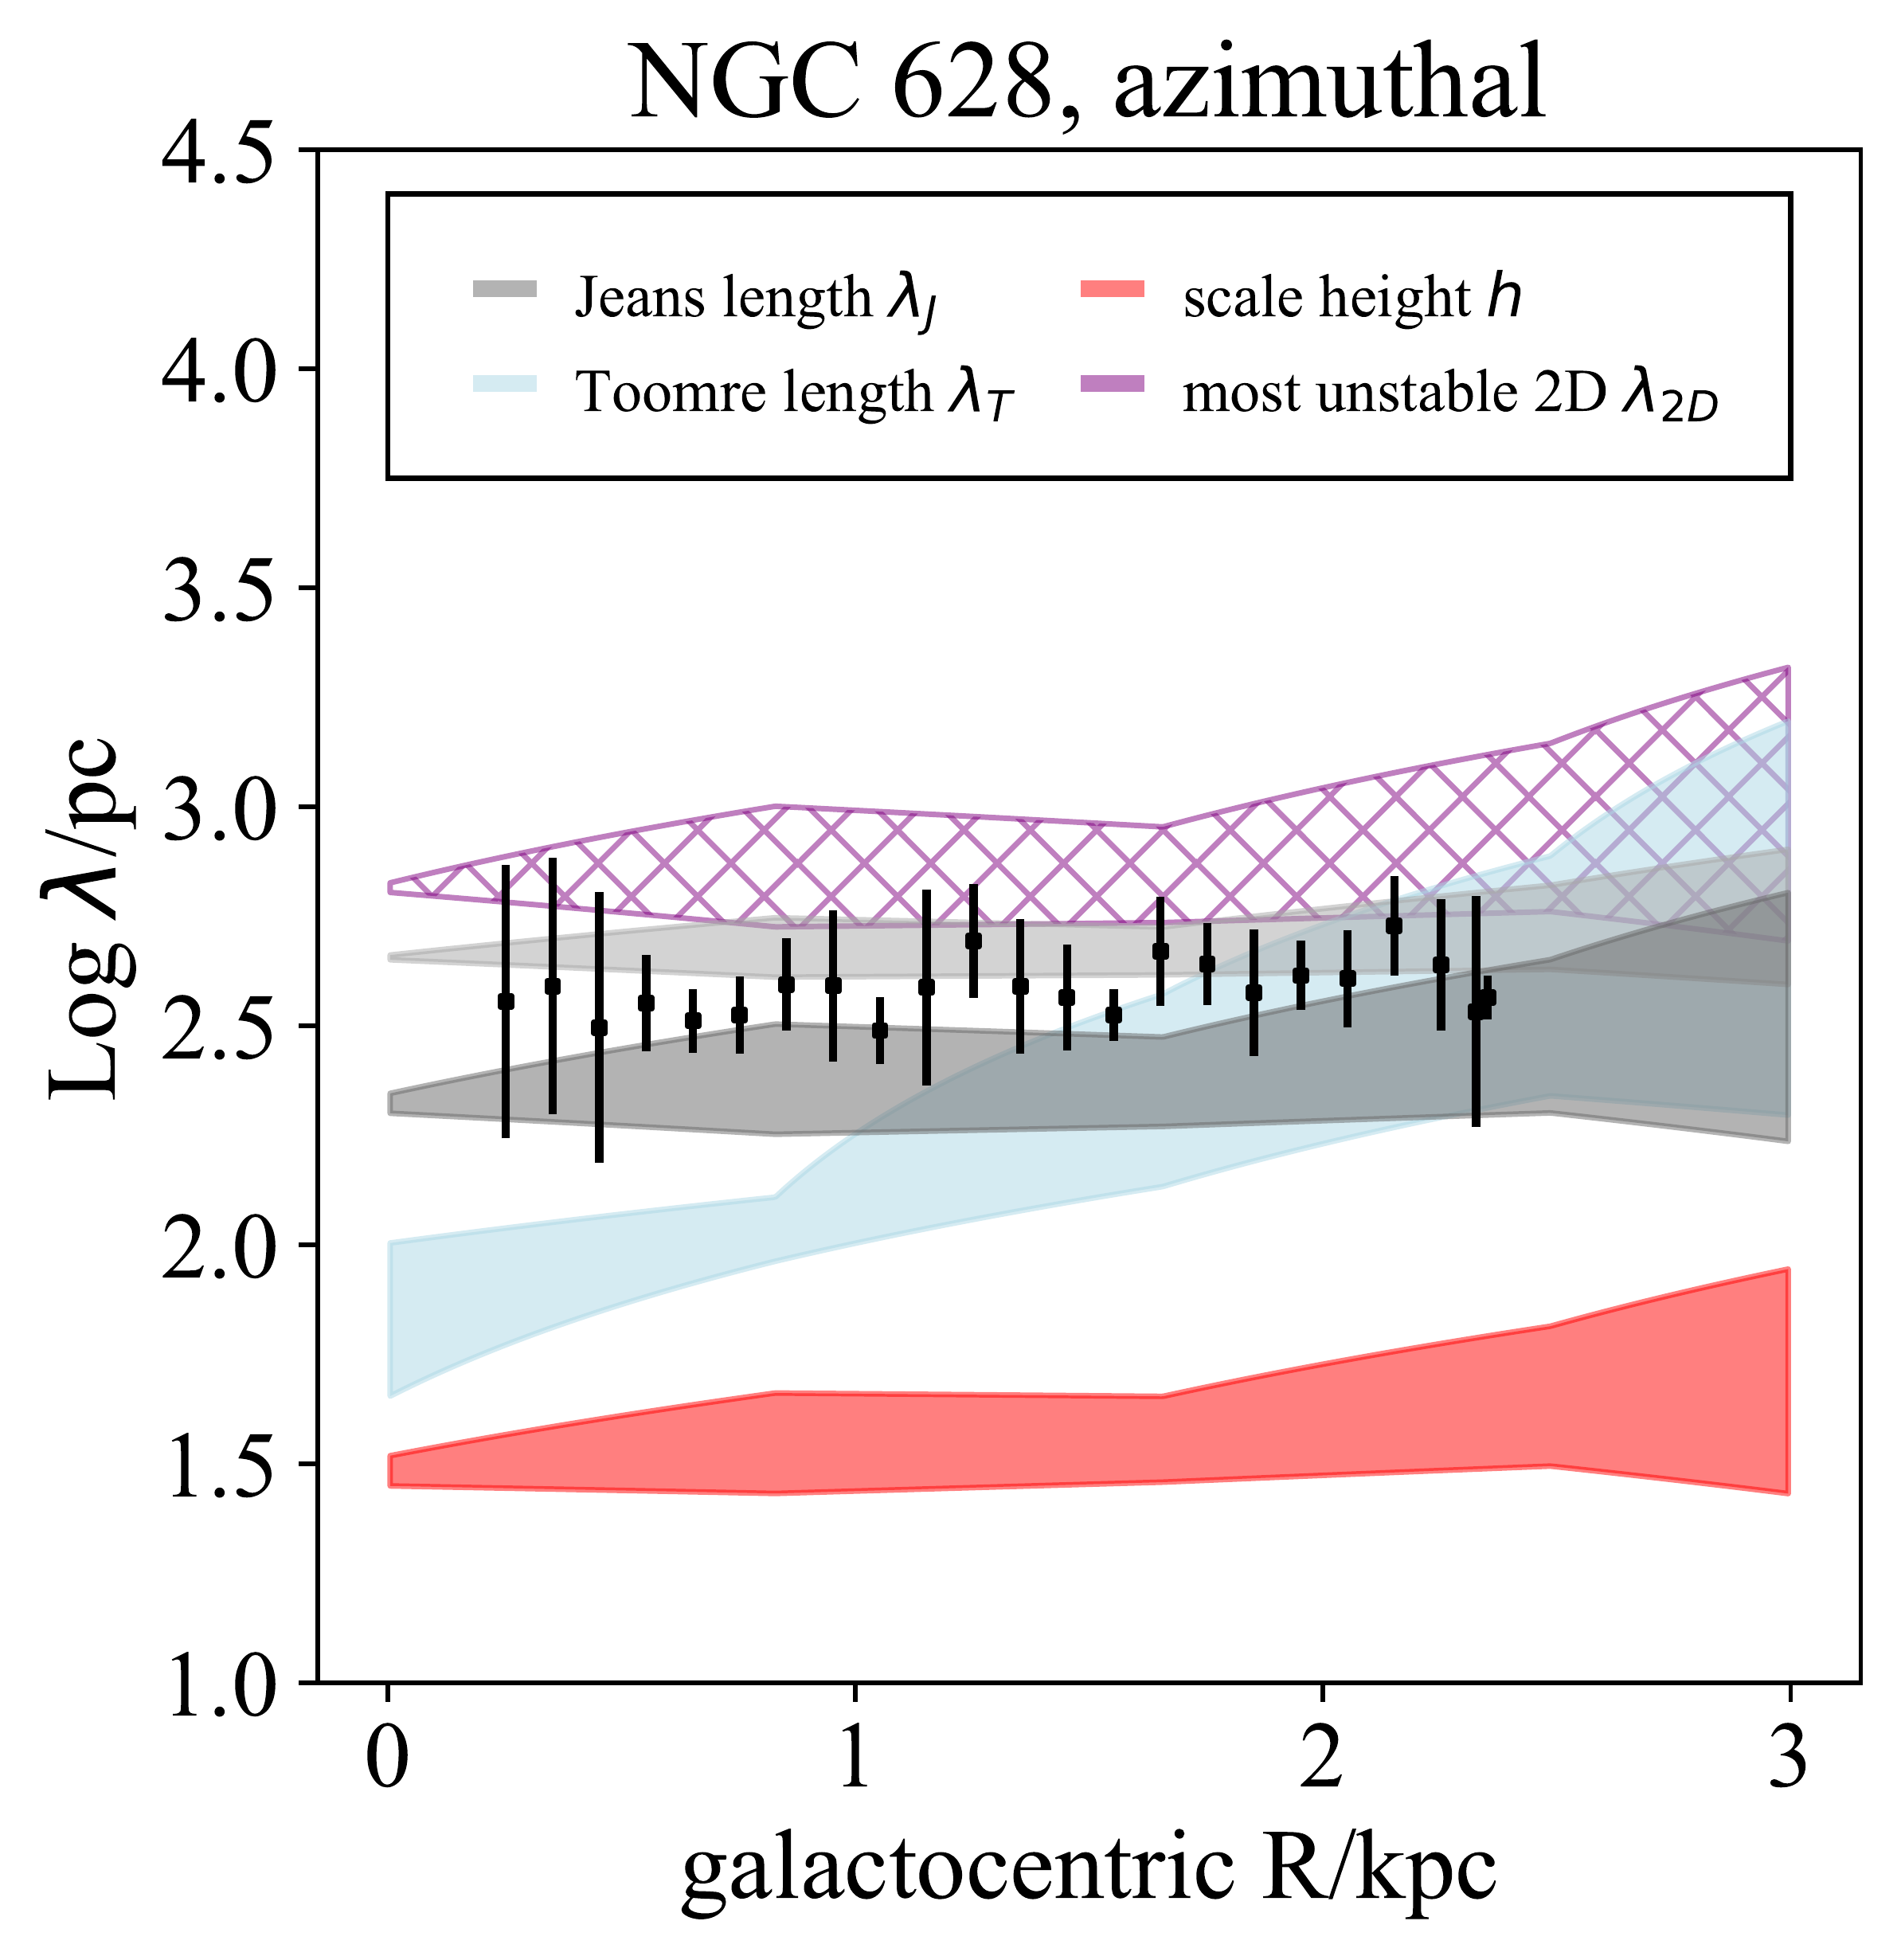 NGC 628, azimuthal
4.5
4.0
3.5
3.0
2.5
2.0
1.5
1.0
Log λ/pc
Jeans length λ_J
scale height h
Toomre length λ_T
most unstable 2D λ_2D
0 1 2 3
galactocentric R/kpc